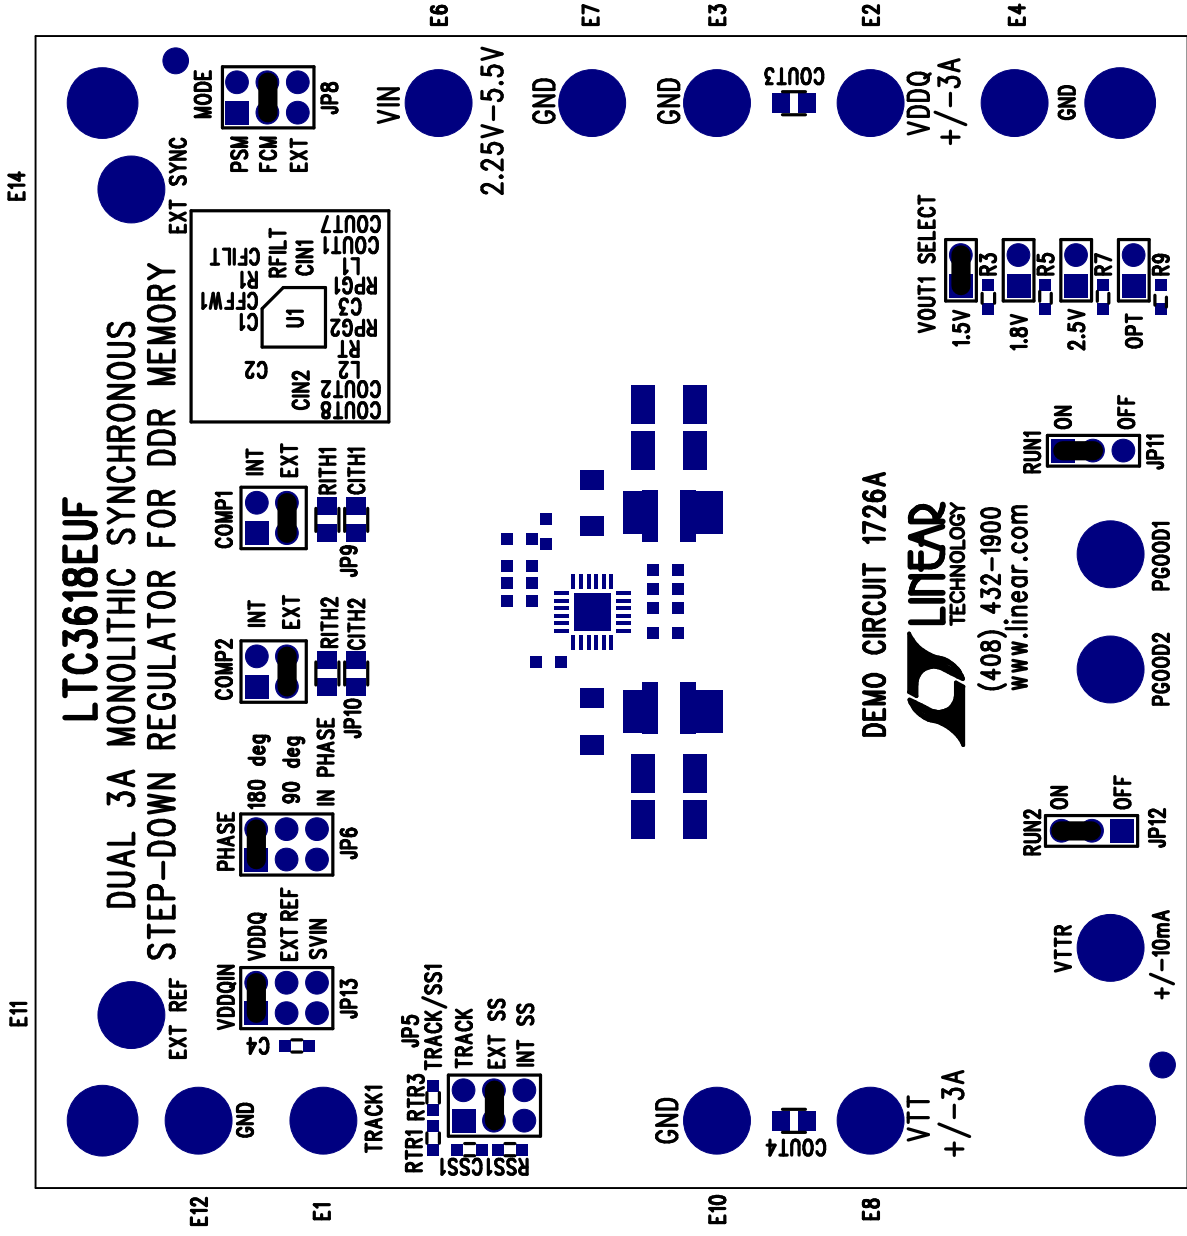 LTC3618EUF
DUAL 3A MONOLITHIC SYNCHRONOUS
STEP-DOWN REGULATOR FOR DDR MEMORY
E11
E14
EXT REF
EXT SYNC
E12
GND
E1
TRACK1
C4
VDDQIN
VDDQ
EXT REF
SVIN
JP13
PHASE
180 deg
90 deg
IN PHASE
JP6
COMP2
INT
EXT
RITH2
CITH2
JP10
COMP1
INT
EXT
RITH1
CITH1
JP9
C2
C1
CFFW1
R1
CFILT
RFILT
CIN1
CIN2
U1
COUT8
COUT2
L2
RT
RPG2
C3
RPG1
L1
COUT1
COUT7
MODE
PSM
FCM
EXT
JP8
E6
VIN
2.25V-5.5V
E7
GND
E3
GND
COUT3
E2
VDDQ
+/-3A
E4
GND
JP5
TRACK/SS1
TRACK
EXT SS
INT SS
RTR1
RTR3
CSS1
RSS1
E10
GND
COUT4
E8
VTT
+/-3A
DEMO CIRCUIT 1726A
LINEAR
TECHNOLOGY
(408) 432-1900
www.linear.com
VOUT1 SELECT
1.5V
R3
1.8V
R5
2.5V
R7
OPT
R9
RUN1
ON
OFF
JP11
RUN2
ON
OFF
JP12
PGOOD1
PGOOD2
VTTR
+/-10mA